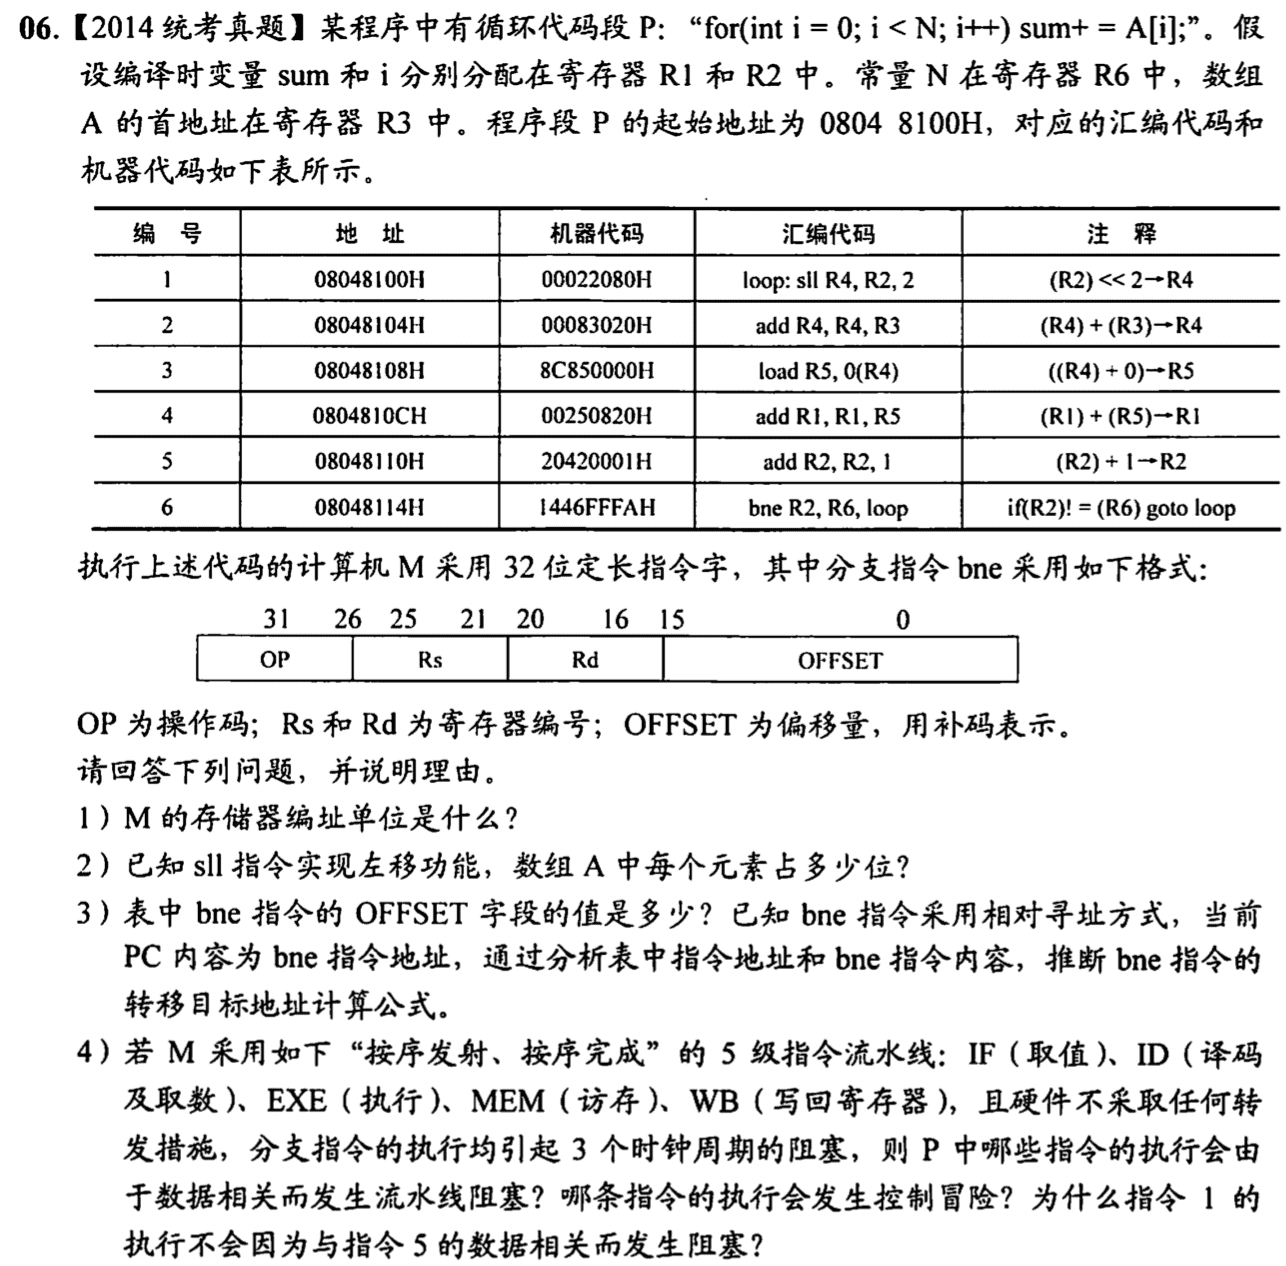 06.【2014 统考真题】某程序中有循环代码段 P：“for(int i = 0; i < N; i++) sum+ = A[i];”。假
设编译时变量 sum 和 i 分别分配在寄存器 R1 和 R2 中。常量 N 在寄存器 R6 中，数组
A 的首地址在寄存器 R3 中。程序段 P 的起始地址为 0804 8100H，对应的汇编代码和
机器代码如下表所示。
编 号 地 址 机器代码 汇编代码 注 释
1 08048100H 00022080H loop: sll R4, R2, 2 (R2) << 2→R4
2 08048104H 00083020H add R4, R4, R3 (R4) + (R3)→R4
3 08048108H 8C850000H load R5, 0(R4) ((R4) + 0)→R5
4 0804810CH 00250820H add R1, R1, R5 (R1) + (R5)→R1
5 08048110H 20420001H add R2, R2, 1 (R2) + 1→R2
6 08048114H 1446FFFAH bne R2, R6, loop if(R2)! = (R6) goto loop
执行上述代码的计算机 M 采用 32 位定长指令字，其中分支指令 bne 采用如下格式：
31 26 25 21 20 16 15 0
OP Rs Rd OFFSET
OP 为操作码；Rs 和 Rd 为寄存器编号；OFFSET 为偏移量，用补码表示。
请回答下列问题，并说明理由。
1）M 的存储器编址单位是什么？
2）已知 sll 指令实现左移功能，数组 A 中每个元素占多少位？
3）表中 bne 指令的 OFFSET 字段的值是多少？已知 bne 指令采用相对寻址方式，当前
PC 内容为 bne 指令地址，通过分析表中指令地址和 bne 指令内容，推断 bne 指令的
转移目标地址计算公式。
4）若 M 采用如下“按序发射、按序完成”的 5 级指令流水线：IF（取值）、ID（译码
及取数）、EXE（执行）、MEM（访存）、WB（写回寄存器），且硬件不采取任何转
发措施，分支指令的执行均引起 3 个时钟周期的阻塞，则 P 中哪些指令的执行会由
于数据相关而发生流水线阻塞？哪条指令的执行会发生控制冒险？为什么指令 1 的
执行不会因为与指令 5 的数据相关而发生阻塞？